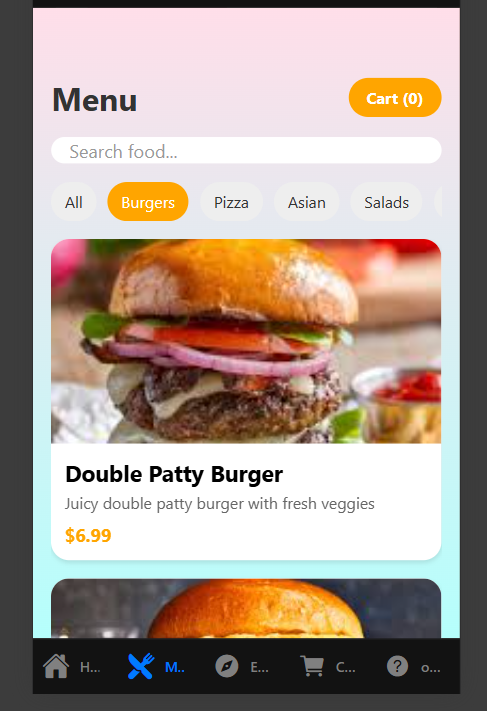 Menu
Cart (0)
Search food...
All
Burgers
Pizza
Asian
Salads
Double Patty Burger
Juicy double patty burger with fresh veggies
$6.99
H...
M...
E...
C...
o...